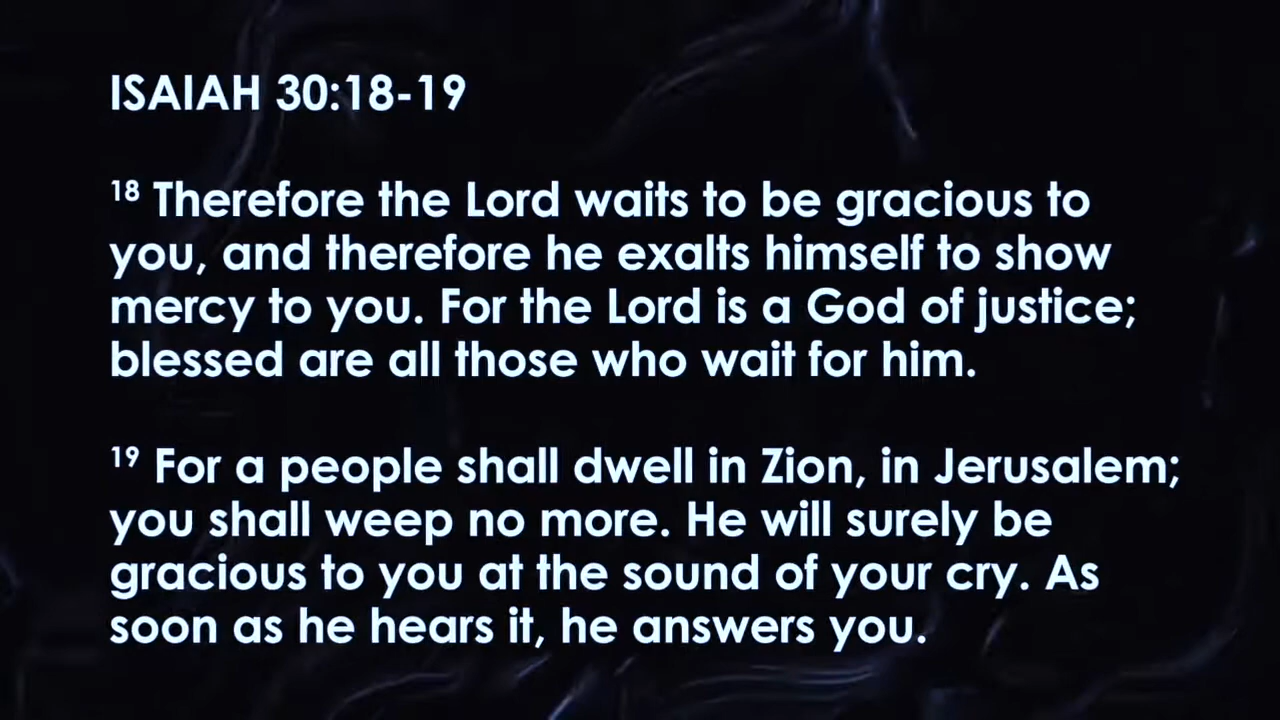 ISAIAH 30:18-19
18 Therefore the Lord waits to be gracious to
you, and therefore he exalts himself to show
mercy to you. For the Lord is a God of justice;
blessed are all those who wait for him.
19 For a people shall dwell in Zion, in Jerusalem;
you shall weep no more. He will surely be
gracious to you at the sound of your cry. As
soon as he hears it, he answers you.